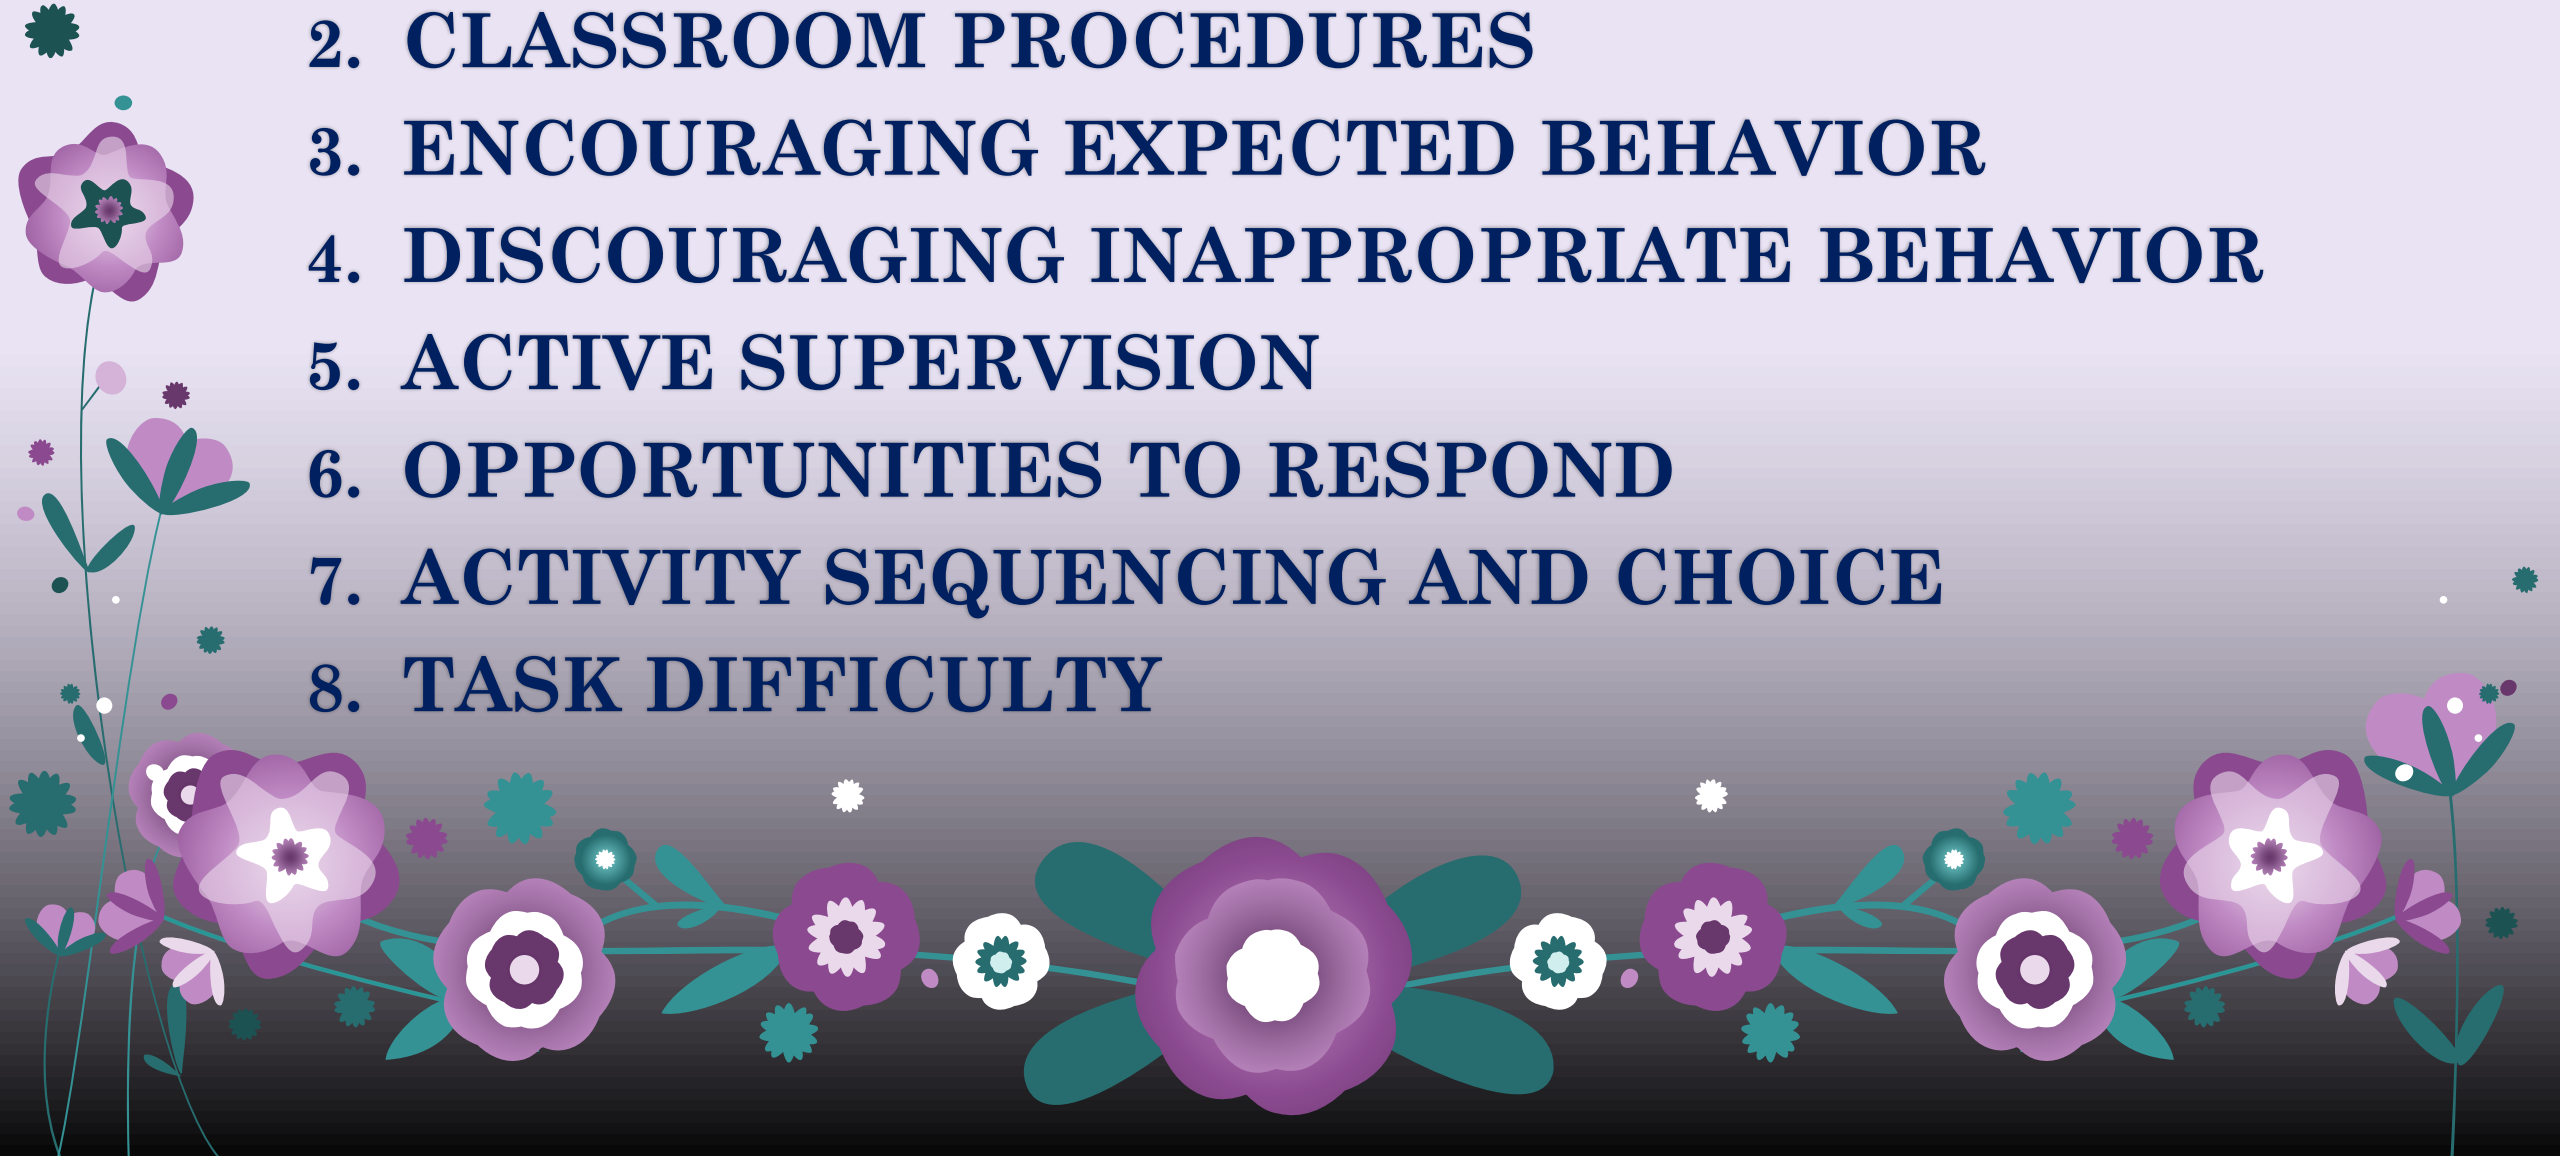 2. CLASSROOM PROCEDURES
3. ENCOURAGING EXPECTED BEHAVIOR
4. DISCOURAGING INAPPROPRIATE BEHAVIOR
5. ACTIVE SUPERVISION
6. OPPORTUNITIES TO RESPOND
7. ACTIVITY SEQUENCING AND CHOICE
8. TASK DIFFICULTY